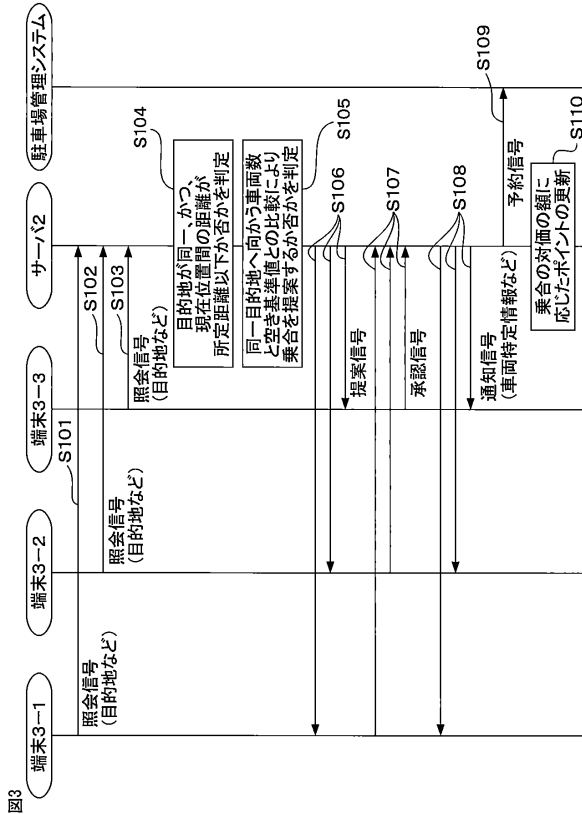 図3
端末3-1
端末3-2
端末3-3
サーバ2
駐車場管理システム
S101
照会信号
(目的地など)
S102
照会信号
(目的地など)
S103
照会信号
(目的地など)
S104
目的地が同一、かつ、
現在位置間の距離が
所定距離以下か否かを判定
S105
同一目的地へ向かう車両数
と空き基準値との比較により
乗合を提案するか否かを判定
S106
提案信号
S107
承認信号
S108
通知信号
(車両特定情報など)
S109
予約信号
S110
乗合の対価の額に
応じたポイントの更新